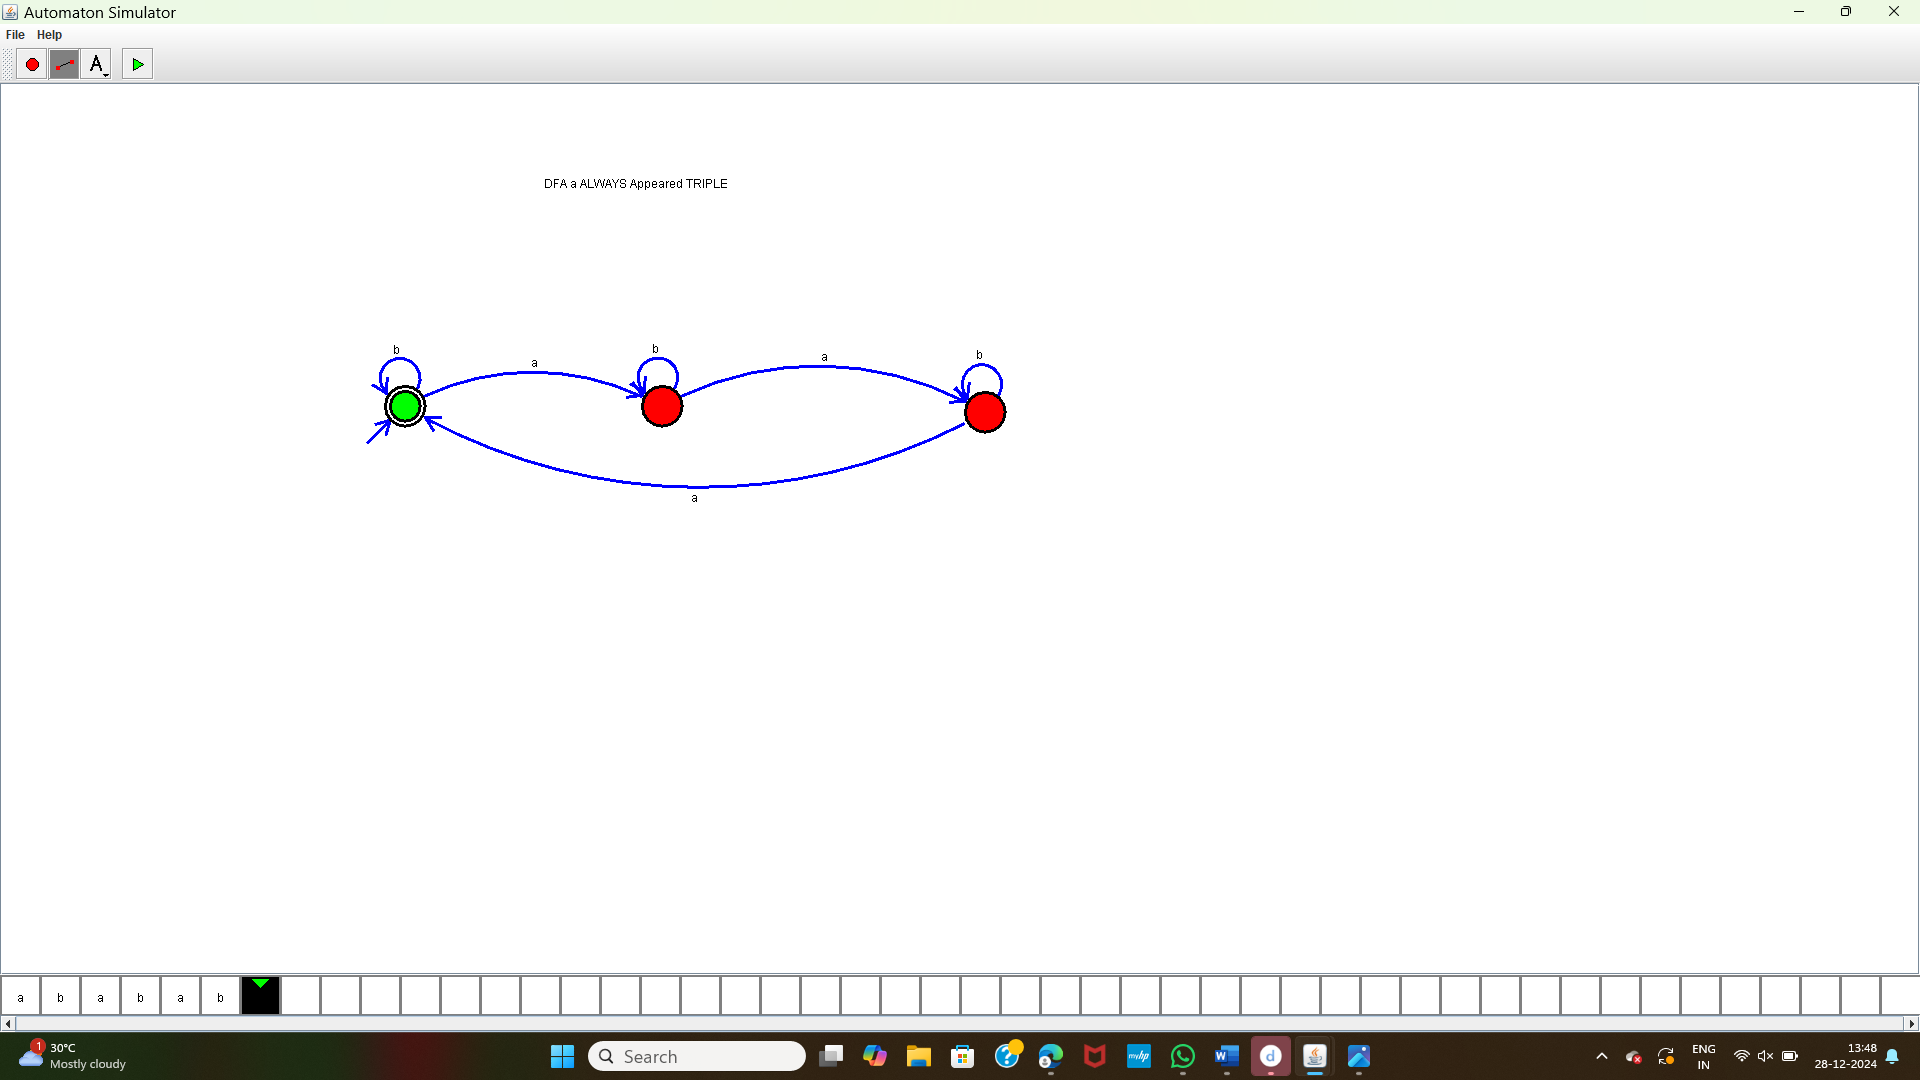 Automaton Simulator
File Help
A
DFA a ALWAYS Appeared TRIPLE
b
b
b
a
a
a
a b a b a b
1
30°C
Mostly cloudy
Search
myhp
W
d
ENG
IN
13:48
28-12-2024